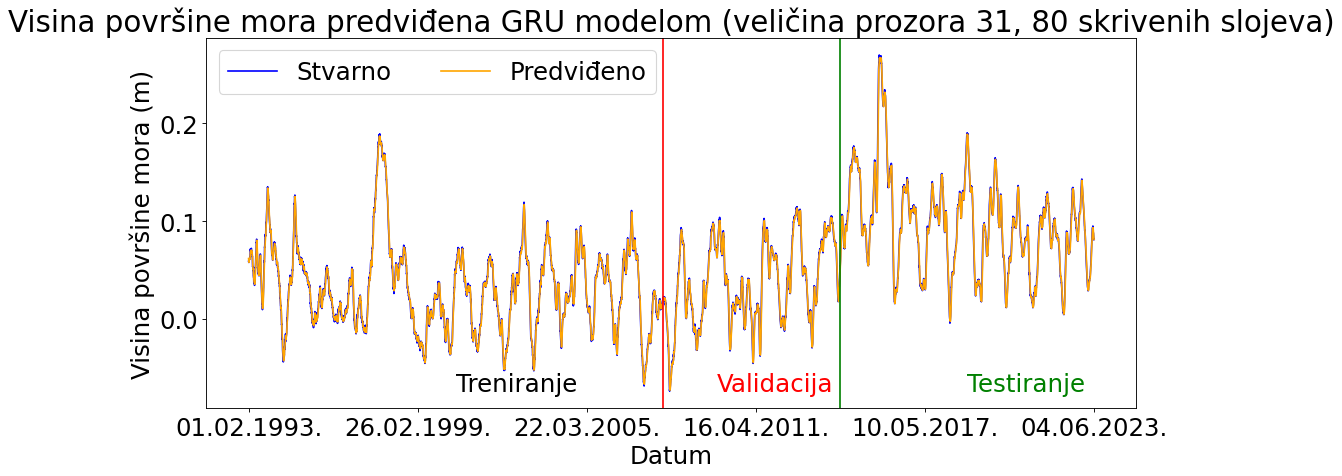 Visina površine mora predviđena GRU modelom (veličina prozora 31, 80 skrivenih slojeva)
Stvarno Predviđeno
Visina površine mora (m)
0.2
0.1
0.0
Treniranje Validacija Testiranje
01.02.1993. 26.02.1999. 22.03.2005. 16.04.2011. 10.05.2017. 04.06.2023.
Datum